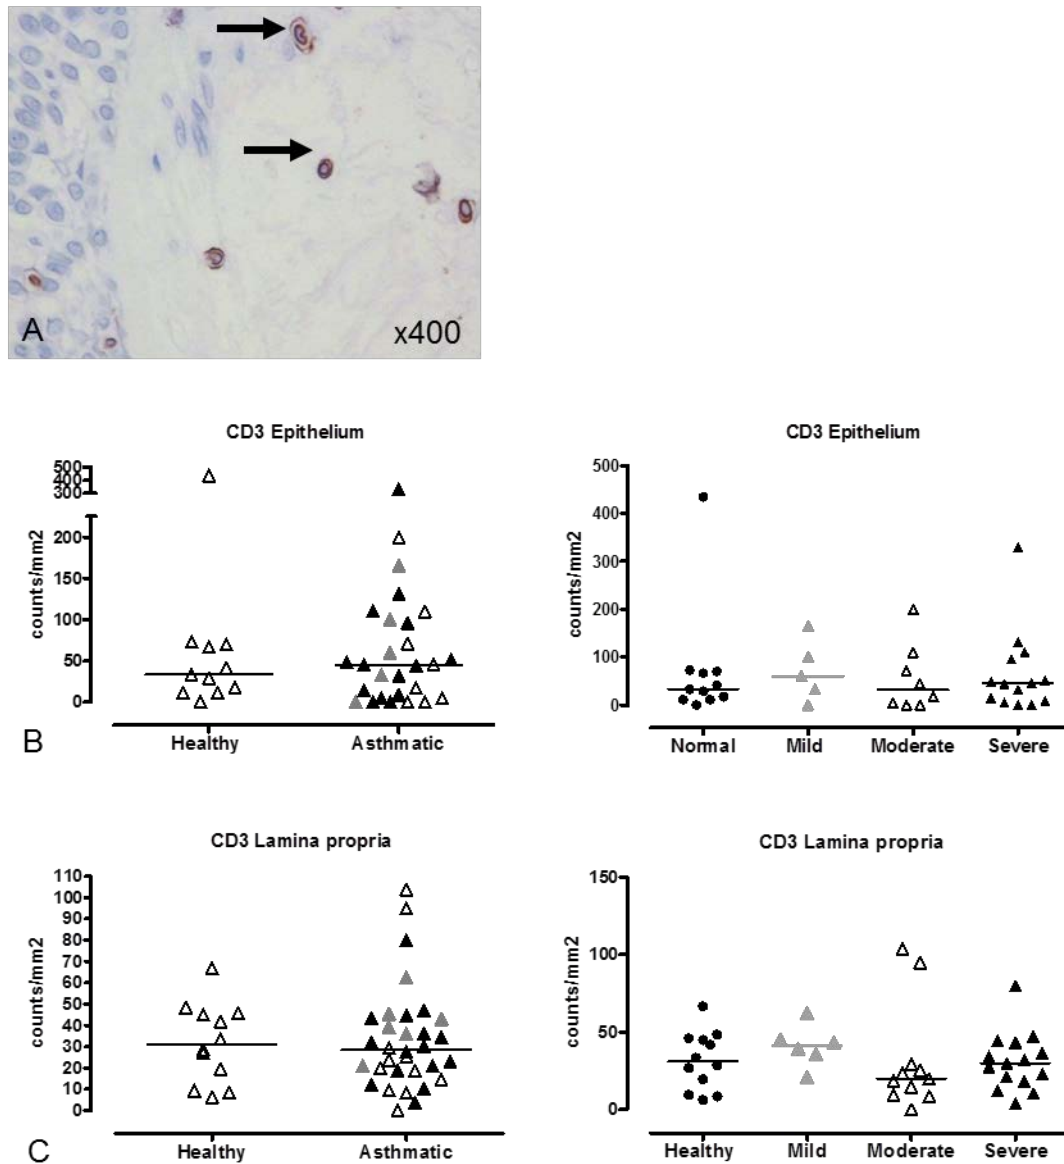 A
x400
CD3 Epithelium
counts/mm2
500
400
300
200
150
100
50
0
Healthy
Asthmatic
CD3 Epithelium
counts/mm2
500
400
300
200
100
0
Normal
Mild
Moderate
Severe
B
CD3 Lamina propria
counts/mm2
110
100
90
80
70
60
50
40
30
20
10
0
Healthy
Asthmatic
CD3 Lamina propria
counts/mm2
150
100
50
0
Healthy
Mild
Moderate
Severe
C